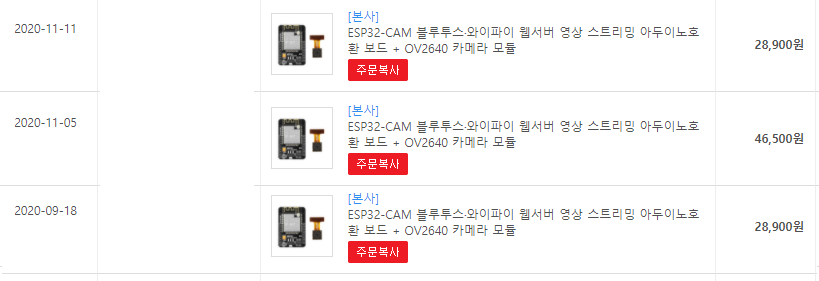 2020-11-11
[본사]
ESP32-CAM 블루투스·와이파이 웹서버 영상 스트리밍 아두이노호
환 보드 + OV2640 카메라 모듈
주문복사
28,900원
2020-11-05
[본사]
ESP32-CAM 블루투스·와이파이 웹서버 영상 스트리밍 아두이노호
환 보드 + OV2640 카메라 모듈
주문복사
46,500원
2020-09-18
[본사]
ESP32-CAM 블루투스·와이파이 웹서버 영상 스트리밍 아두이노호
환 보드 + OV2640 카메라 모듈
주문복사
28,900원